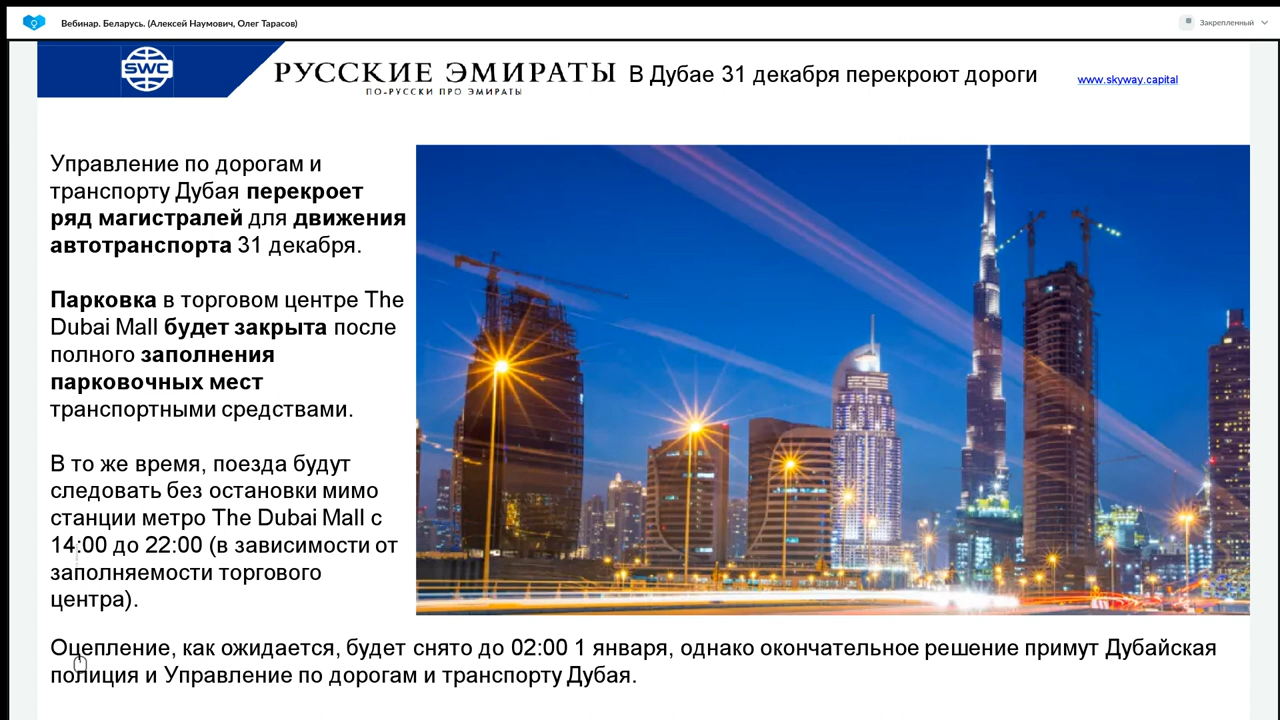 Вебинар. Беларусь. (Алексей Наумович, Олег Тарасов)
Закрепленный
SWC
РУССКИЕ ЭМИРАТЫ
ПО-РУССКИ ПРО ЭМИРАТЫ
В Дубае 31 декабря перекроют дороги
www.skyway.capital
Управление по дорогам и
транспорту Дубая перекроет
ряд магистралей для движения
автотранспорта 31 декабря.
Парковка в торговом центре The
Dubai Mall будет закрыта после
полного заполнения
парковочных мест
транспортными средствами.
В то же время, поезда будут
следовать без остановки мимо
станции метро The Dubai Mall с
14:00 до 22:00 (в зависимости от
заполняемости торгового
центра).
Оцепление, как ожидается, будет снято до 02:00 1 января, однако окончательное решение примут Дубайская
полиция и Управление по дорогам и транспорту Дубая.